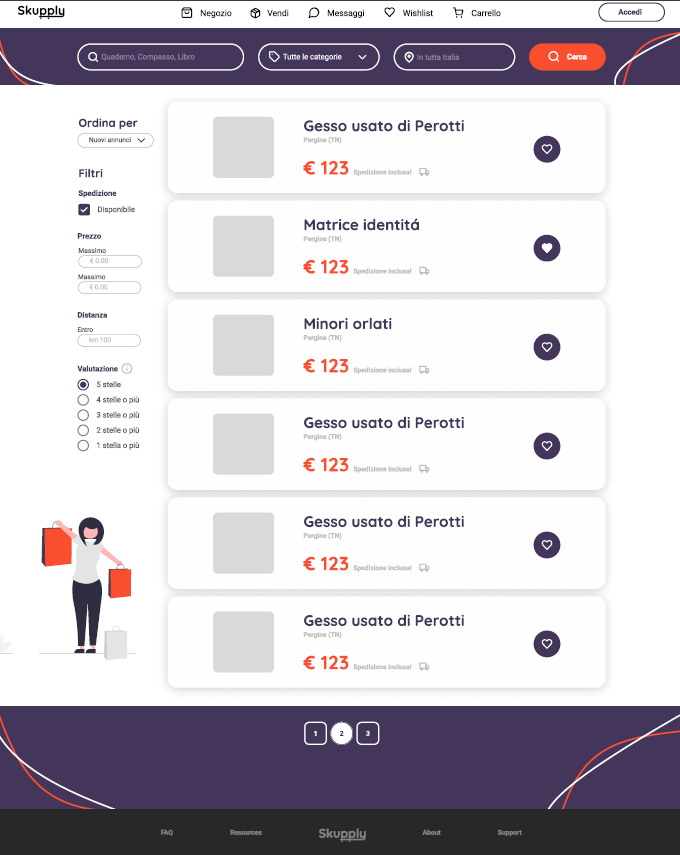 Skupply
Negozio
Vendi
Messaggi
Wishlist
Carrello
Accedi
Quaderno, Compasso, Libro
Tutte le categorie
in tutta Italia
Cerca
Ordina per
Nuovi annunci
Filtri
Spedizione
Disponibile
Prezzo
Massimo
€ 0.00
Massimo
€ 0.00
Distanza
Entro
km 100
Valutazione
5 stelle
4 stelle o più
3 stelle o più
2 stelle o più
1 stella o più
Gesso usato di Perotti
Pergine (TN)
€ 123 Spedizione inclusa!
Matrice identitá
Pergine (TN)
€ 123 Spedizione inclusa!
Minori orlati
Pergine (TN)
€ 123 Spedizione inclusa!
Gesso usato di Perotti
Pergine (TN)
€ 123 Spedizione inclusa!
Gesso usato di Perotti
Pergine (TN)
€ 123 Spedizione inclusa!
Gesso usato di Perotti
Pergine (TN)
€ 123 Spedizione inclusa!
1 2 3
FAQ
Resources
Skupply
About
Support